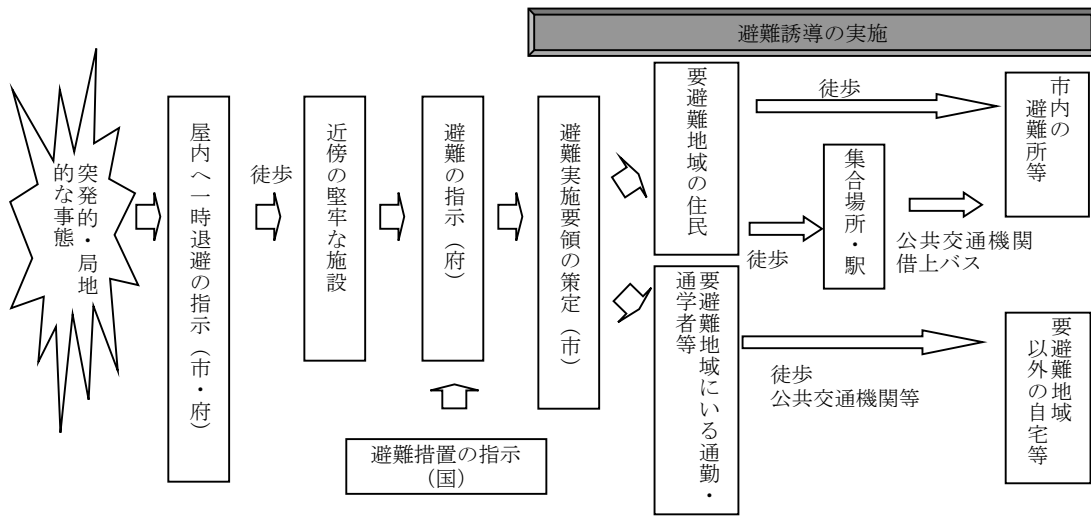 避難誘導の実施
突発的・局地
的な事態
屋内へ一時退避の指示（市・府）
徒歩
近傍の堅牢な施設
避難の指示（府）
避難措置の指示
（国）
避難実施要領の策定（市）
要避難地域の住民
徒歩
市内の
避難所等
徒歩
集合場所・駅
公共交通機関
借上バス
要避難地域にいる通勤・
通学者等
徒歩
公共交通機関等
要避難地域
以外の自宅等